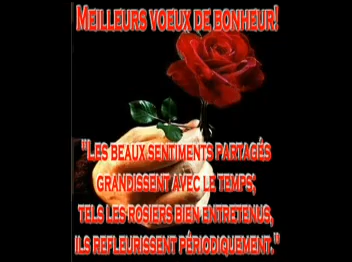 MEILLEURS VOEUX DE BONHEUR!
"LES BEAUX SENTIMENTS PARTAGÉS
GRANDISSENT AVEC LE TEMPS;
TELS LES ROSIERS BIEN ENTRETENUS,
ILS REFLEURISSENT PÉRIODIQUEMENT."